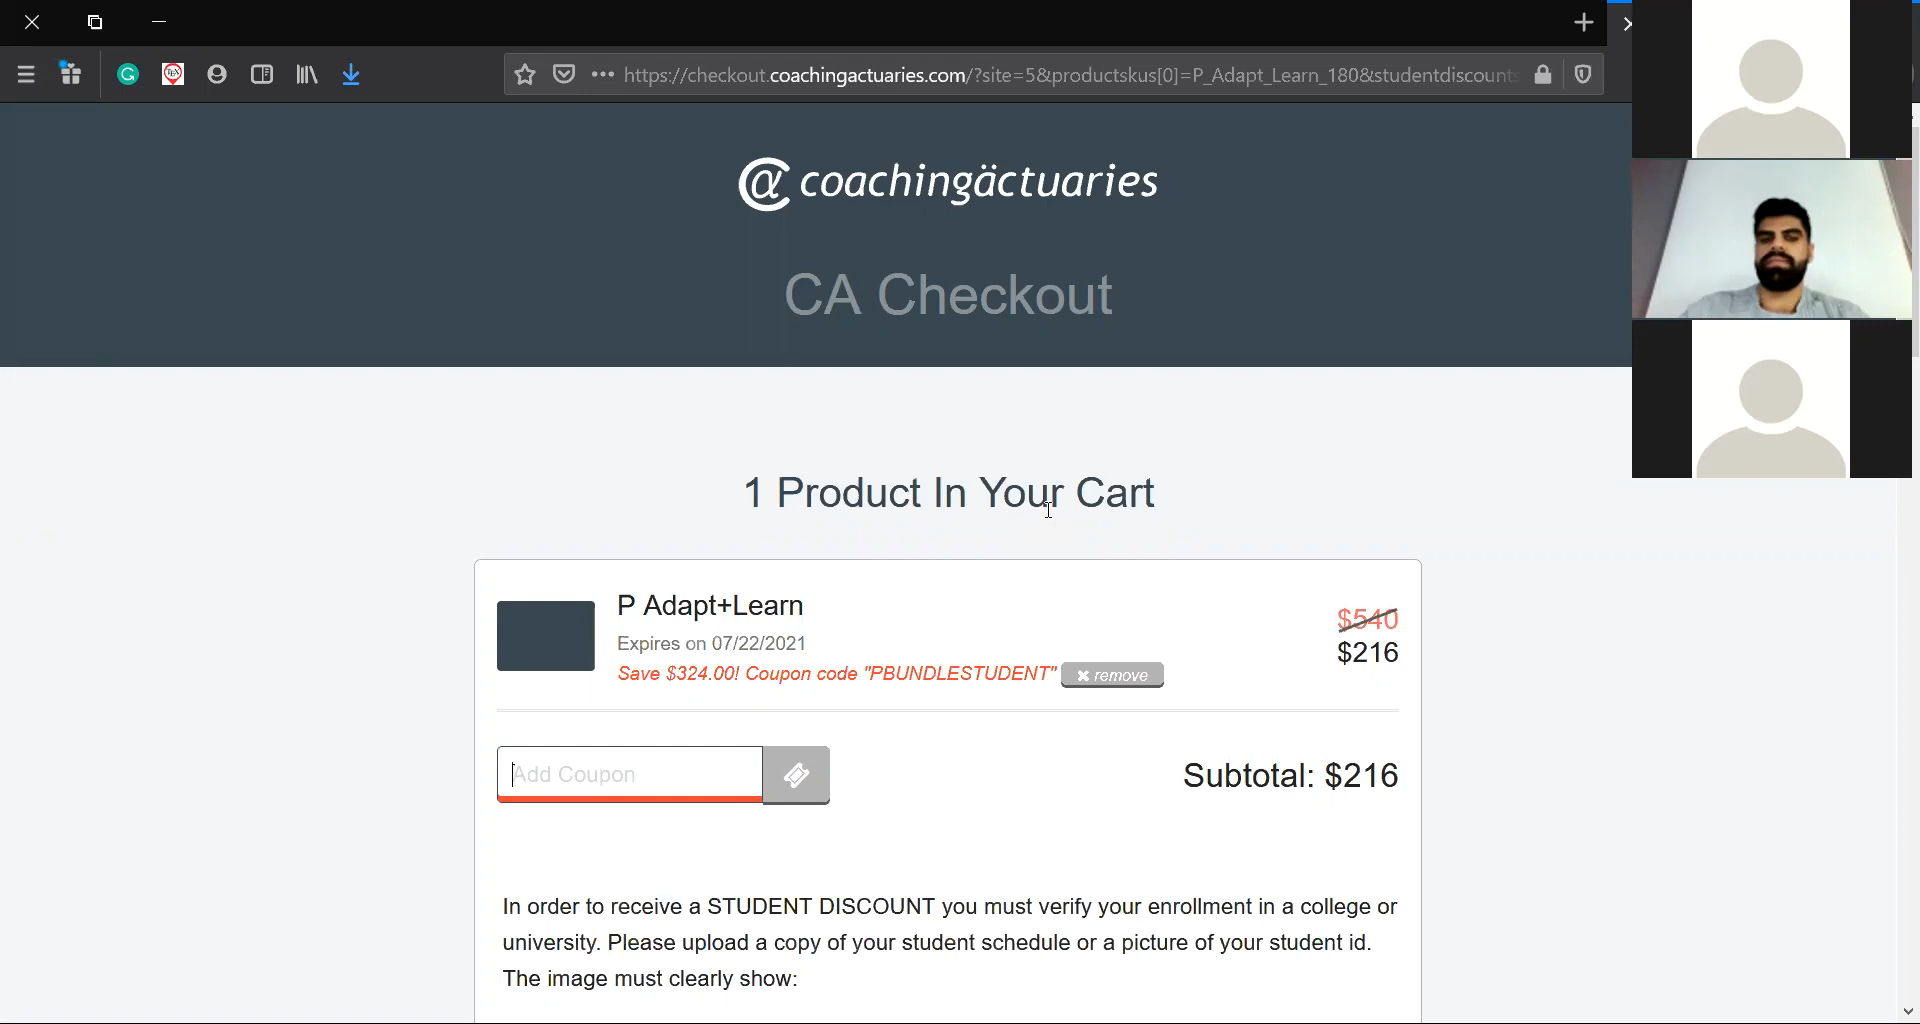 https://checkout.coachingactuaries.com/?site=5&productskus[0]=P_Adapt_Learn_180&studentdiscounts
@ coachingäctuaries
CA Checkout
1 Product In Your Cart
P Adapt+Learn
Expires on 07/22/2021
Save $324.00! Coupon code "PBUNDLESTUDENT"
remove
$540
$216
Add Coupon
Subtotal: $216
In order to receive a STUDENT DISCOUNT you must verify your enrollment in a college or
university. Please upload a copy of your student schedule or a picture of your student id.
The image must clearly show: